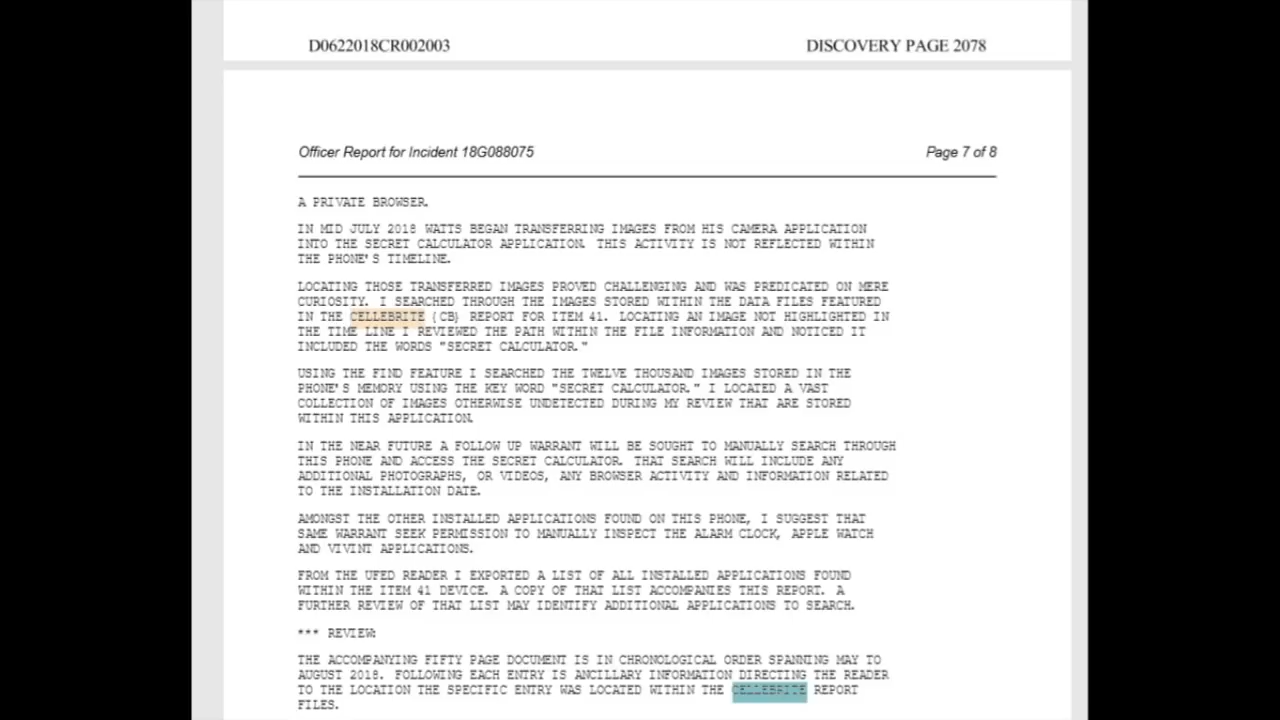 D0622018CR002003 DISCOVERY PAGE 2078
Officer Report for Incident 18G088075 Page 7 of 8
A PRIVATE BROWSER.
IN MID JULY 2018 WATTS BEGAN TRANSFERRING IMAGES FROM HIS CAMERA APPLICATION
INTO THE SECRET CALCULATOR APPLICATION. THIS ACTIVITY IS NOT REFLECTED WITHIN
THE PHONE'S TIMELINE.
LOCATING THOSE TRANSFERRED IMAGES PROVED CHALLENGING AND WAS PREDICATED ON MERE
CURIOSITY. I SEARCHED THROUGH THE IMAGES STORED WITHIN THE DATA FILES FEATURED
IN THE CELLEBRITE (CB) REPORT FOR ITEM 41. LOCATING AN IMAGE NOT HIGHLIGHTED IN
THE TIME LINE I REVIEWED THE PATH WITHIN THE FILE INFORMATION AND NOTICED IT
INCLUDED THE WORDS "SECRET CALCULATOR."
USING THE FIND FEATURE I SEARCHED THE TWELVE THOUSAND IMAGES STORED IN THE
PHONE'S MEMORY USING THE KEY WORD "SECRET CALCULATOR." I LOCATED A VAST
COLLECTION OF IMAGES OTHERWISE UNDETECTED DURING MY REVIEW THAT ARE STORED
WITHIN THIS APPLICATION.
IN THE NEAR FUTURE A FOLLOW UP WARRANT WILL BE SOUGHT TO MANUALLY SEARCH THROUGH
THIS PHONE AND ACCESS THE SECRET CALCULATOR. THAT SEARCH WILL INCLUDE ANY
ADDITIONAL PHOTOGRAPHS, OR VIDEOS, ANY BROWSER ACTIVITY AND INFORMATION RELATED
TO THE INSTALLATION DATE.
AMONGST THE OTHER INSTALLED APPLICATIONS FOUND ON THIS PHONE, I SUGGEST THAT
SAME WARRANT SEEK PERMISSION TO MANUALLY INSPECT THE ALARM CLOCK, APPLE WATCH
AND VIVINT APPLICATIONS.
FROM THE UFED READER I EXPORTED A LIST OF ALL INSTALLED APPLICATIONS FOUND
WITHIN THE ITEM 41 DEVICE. A COPY OF THAT LIST ACCOMPANIES THIS REPORT. A
FURTHER REVIEW OF THAT LIST MAY IDENTIFY ADDITIONAL APPLICATIONS TO SEARCH.
*** REVIEW:
THE ACCOMPANYING FIFTY PAGE DOCUMENT IS IN CHRONOLOGICAL ORDER SPANNING MAY TO
AUGUST 2018. FOLLOWING EACH ENTRY IS ANCILLARY INFORMATION DIRECTING THE READER
TO THE LOCATION THE SPECIFIC ENTRY WAS LOCATED WITHIN THE CELLEBRITE REPORT
FILES.